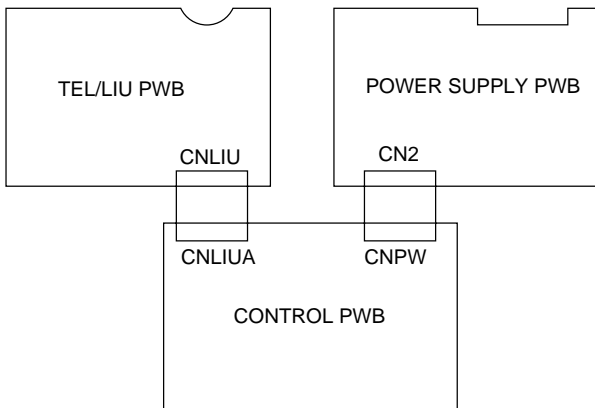 TEL/LIU PWB
POWER SUPPLY PWB
CNLIU
CN2
CNLIUA
CNPW
CONTROL PWB